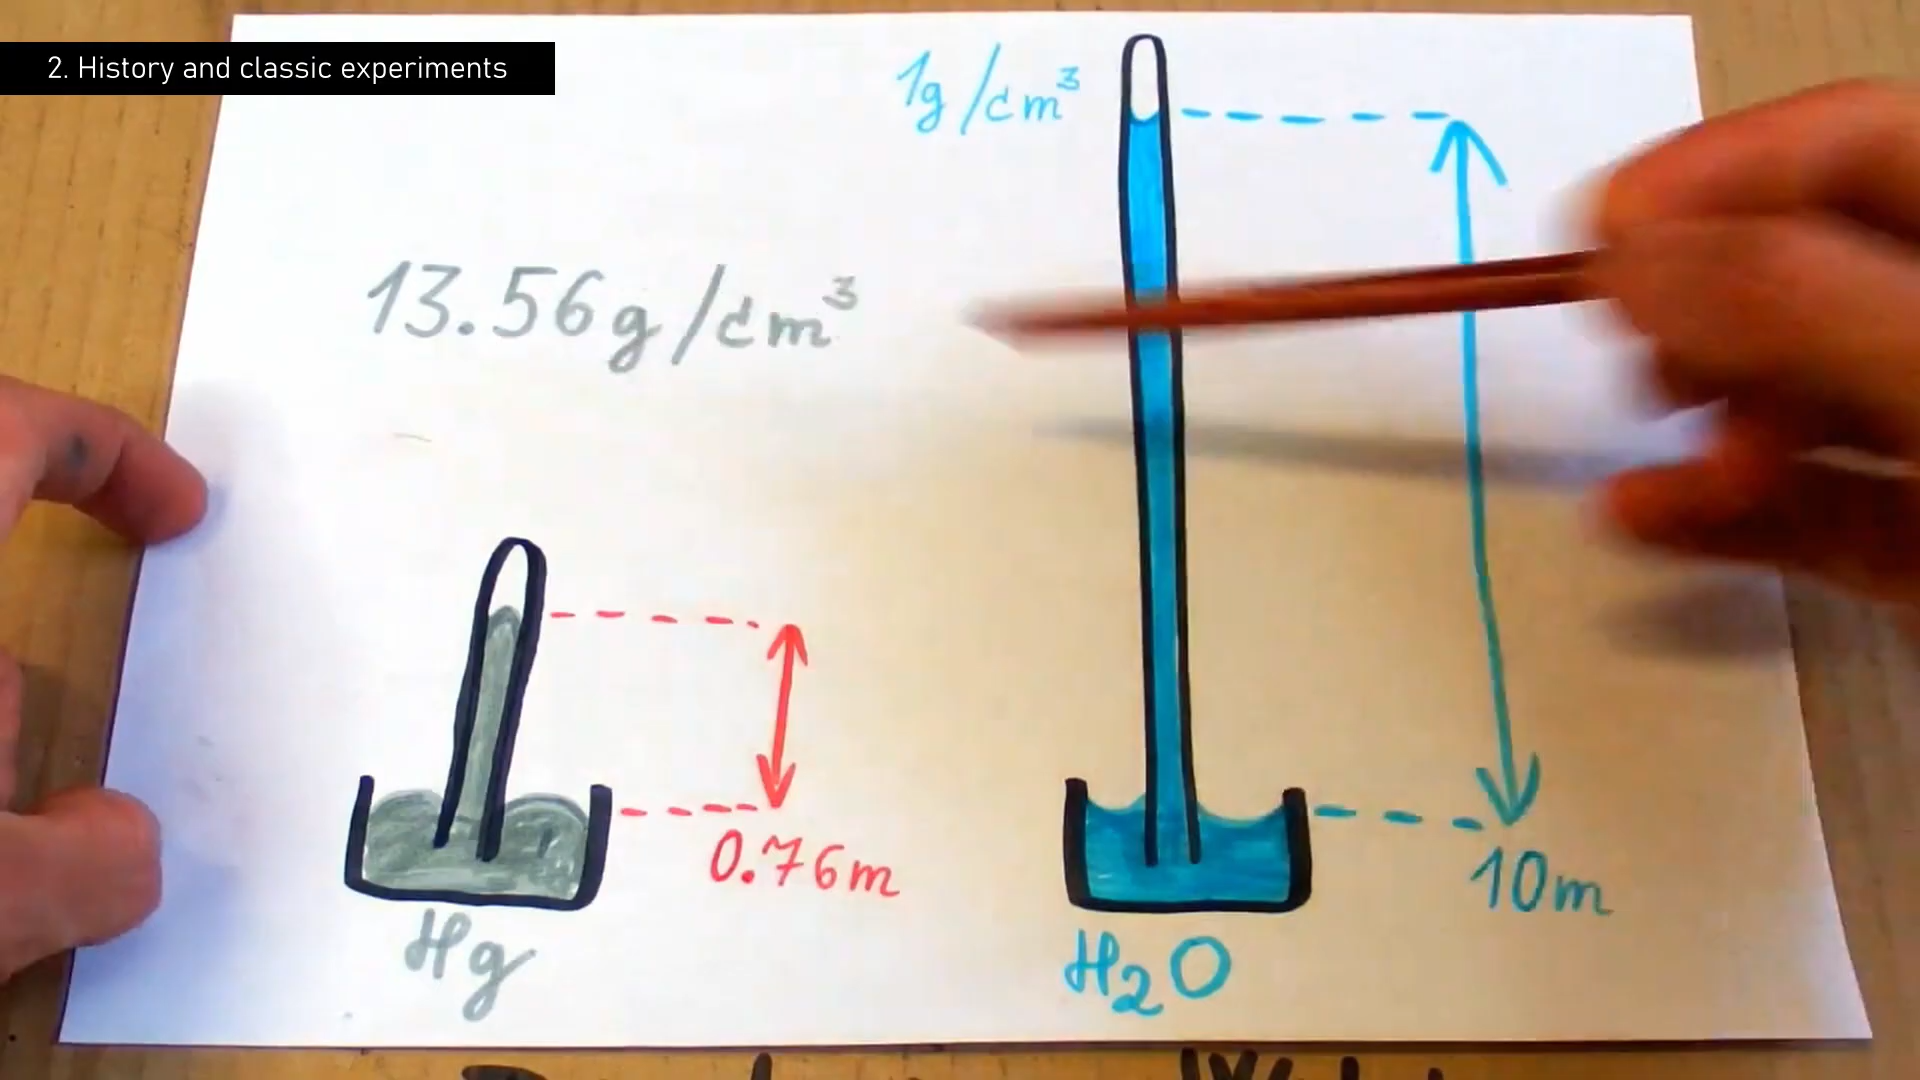 2. History and classic experiments
1g/cm³
13.56g/cm³
0.76m
10m
Hg
H₂O